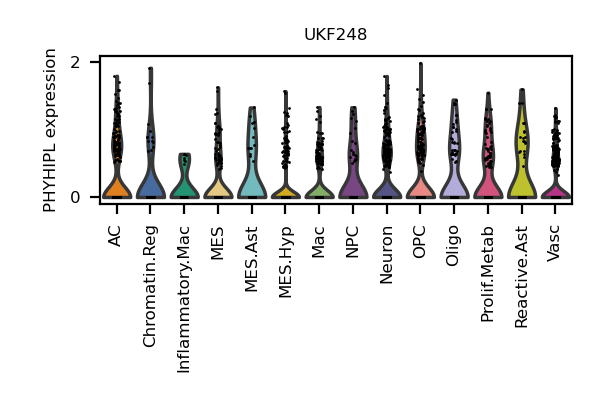 UKF248
PHYHIPL expression
2
0
AC
Chromatin.Reg
Inflammatory.Mac
MES
MES.Ast
MES.Hyp
Mac
NPC
Neuron
OPC
Oligo
Prolif.Metab
Reactive.Ast
Vasc